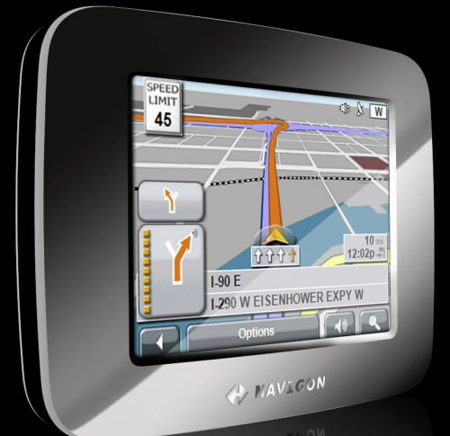 SPEED
LIMIT
45
W
10 mi
12:02p
I-90 E
I-290 W EISENHOWER EXPY W
Options
NAVIGON